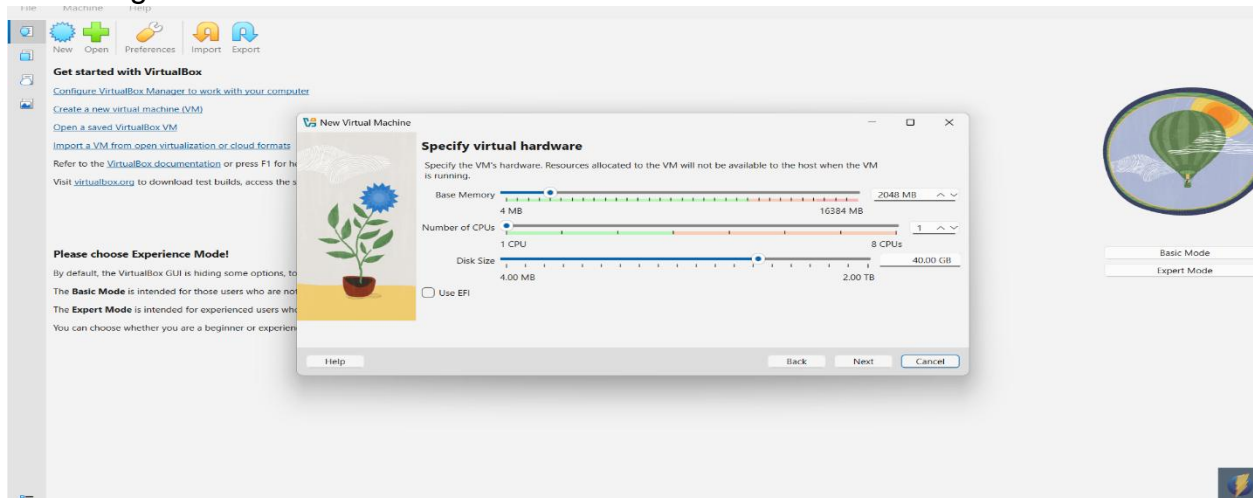 File Machine Help
New Open Preferences Import Export
Get started with VirtualBox
Configure VirtualBox Manager to work with your computer
Create a new virtual machine (VM)
Open a saved VirtualBox VM
Import a VM from open virtualization or cloud formats
Refer to the VirtualBox documentation or press F1 for
Visit virtualbox.org to download test builds, access the
Please choose Experience Mode!
By default, the VirtualBox GUI is hiding some options,
The Basic Mode is intended for those users who are
The Expert Mode is intended for experienced users
You can choose whether you are a beginner or
New Virtual Machine
Specify virtual hardware
Specify the VM's hardware. Resources allocated to the VM will not be available to the host when the VM
is running.
Base Memory 2048 MB
4 MB 16384 MB
Number of CPUs 1
1 CPU 8 CPUs
Disk Size 40.00 GB
4.00 MB 2.00 TB
Use EFI
Help Back Next Cancel
Basic Mode
Expert Mode